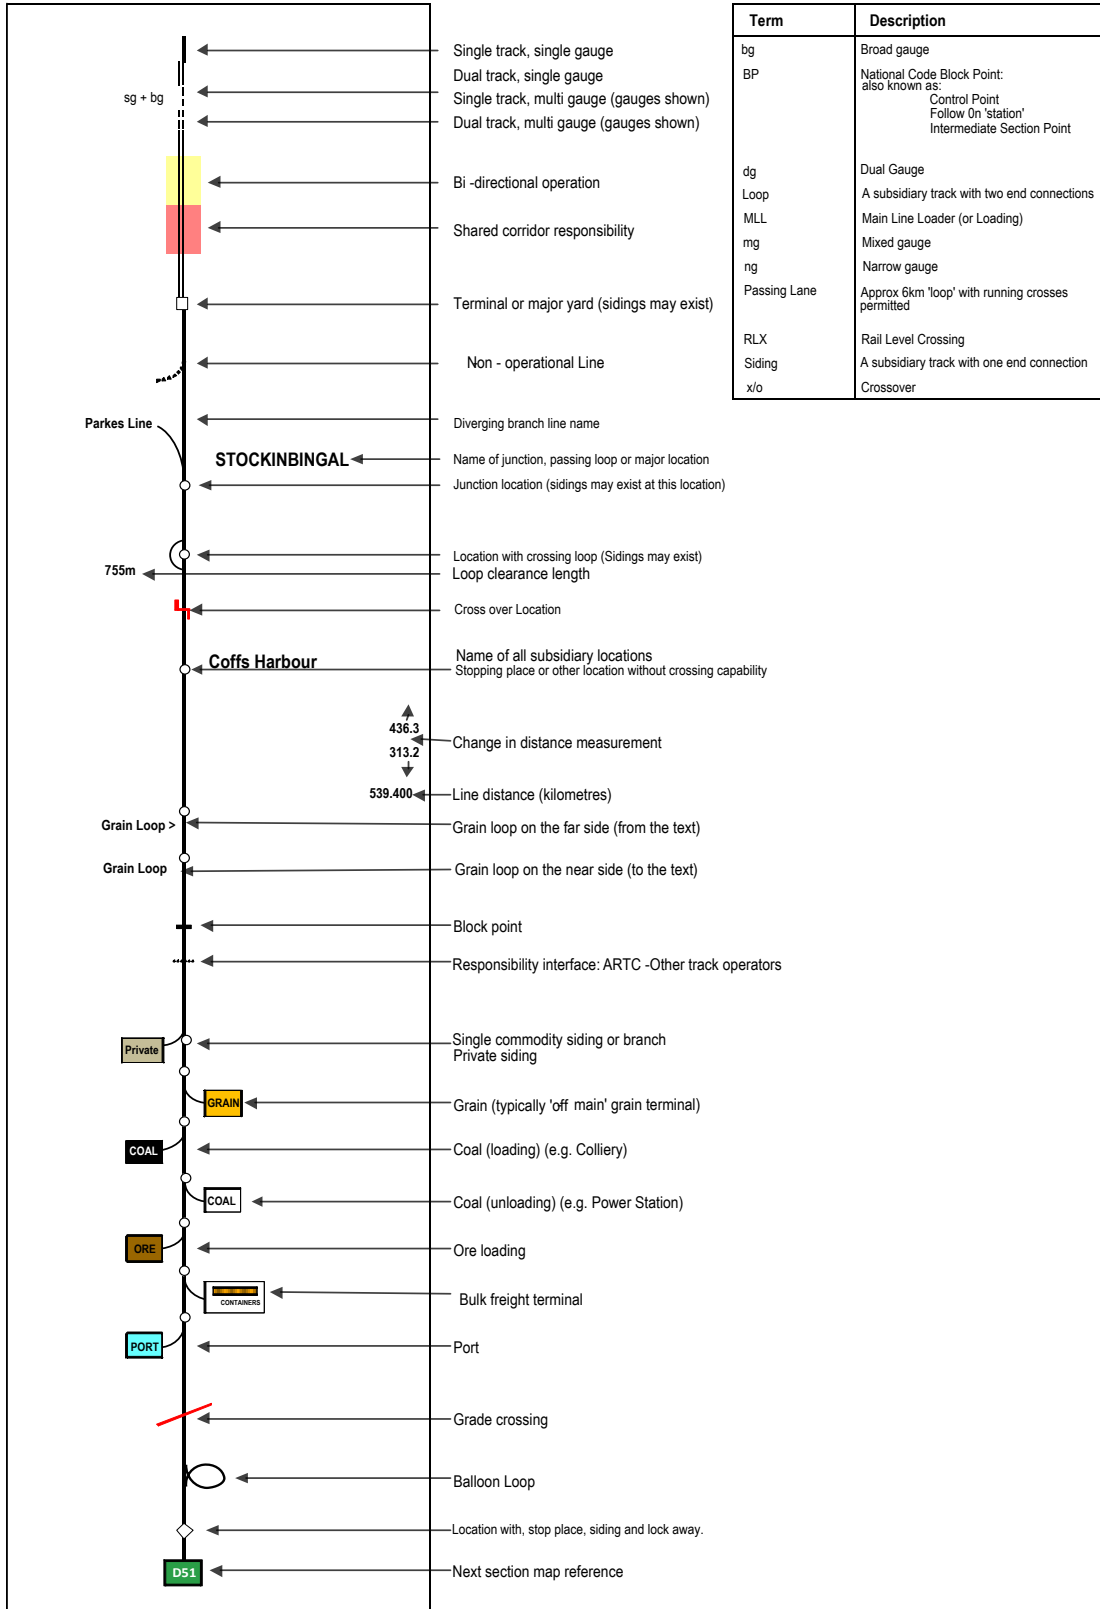 Single track, single gauge
Dual track, single gauge
sg + bg
Single track, multi gauge (gauges shown)
Dual track, multi gauge (gauges shown)
Bi -directional operation
Shared corridor responsibility
Terminal or major yard (sidings may exist)
Non - operational Line
Parkes Line
Diverging branch line name
STOCKINBINGAL
Name of junction, passing loop or major location
Junction location (sidings may exist at this location)
Location with crossing loop (Sidings may exist)
755m
Loop clearance length
Cross over Location
Coffs Harbour
Name of all subsidiary locations
Stopping place or other location without crossing capability
436.3
Change in distance measurement
313.2
539.400
Line distance (kilometres)
Grain Loop >
Grain loop on the far side (from the text)
Grain Loop
Grain loop on the near side (to the text)
Block point
Responsibility interface: ARTC -Other track operators
Private
Single commodity siding or branch
Private siding
GRAIN
Grain (typically 'off main' grain terminal)
COAL
Coal (loading) (e.g. Colliery)
COAL
Coal (unloading) (e.g. Power Station)
ORE
Ore loading
CONTAINERS
Bulk freight terminal
PORT
Port
Grade crossing
Balloon Loop
Location with, stop place, siding and lock away.
D51
Next section map reference
Term Description
bg Broad gauge
BP National Code Block Point:
also known as:
Control Point
Follow 0n 'station'
Intermediate Section Point
dg Dual Gauge
Loop A subsidiary track with two end connections
MLL Main Line Loader (or Loading)
mg Mixed gauge
ng Narrow gauge
Passing Lane Approx 6km 'loop' with running crosses
permitted
RLX Rail Level Crossing
Siding A subsidiary track with one end connection
x/o Crossover